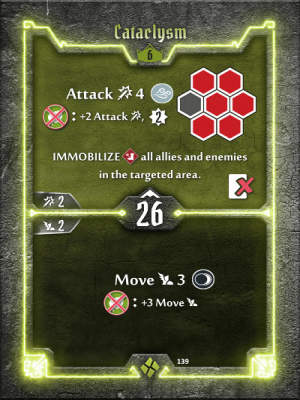 Cataclysm
6
Attack 4
: +2 Attack, 2
IMMOBILIZE all allies and enemies
in the targeted area.
2
26
2
Move 3
: +3 Move
139